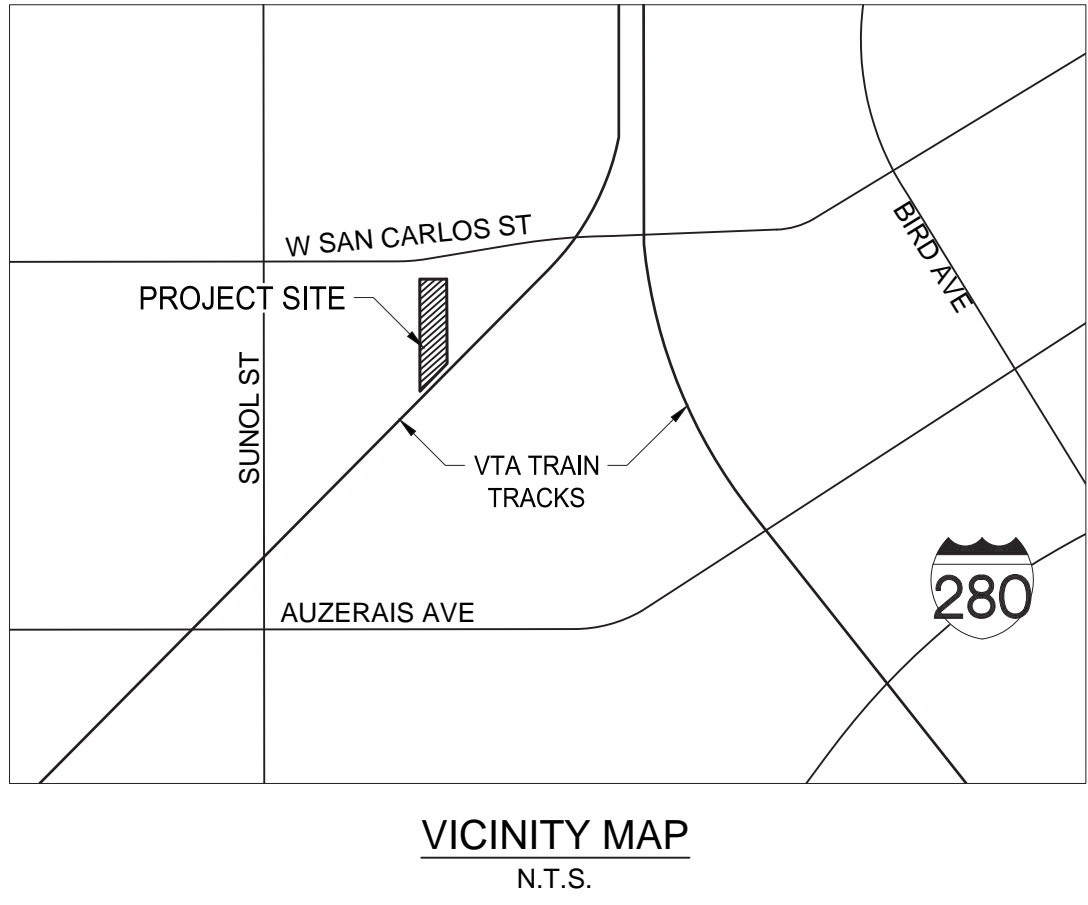 W SAN CARLOS ST
BIRD AVE
PROJECT SITE
SUNOL ST
VTA TRAIN
TRACKS
280
AUZERAIS AVE
VICINITY MAP
N.T.S.